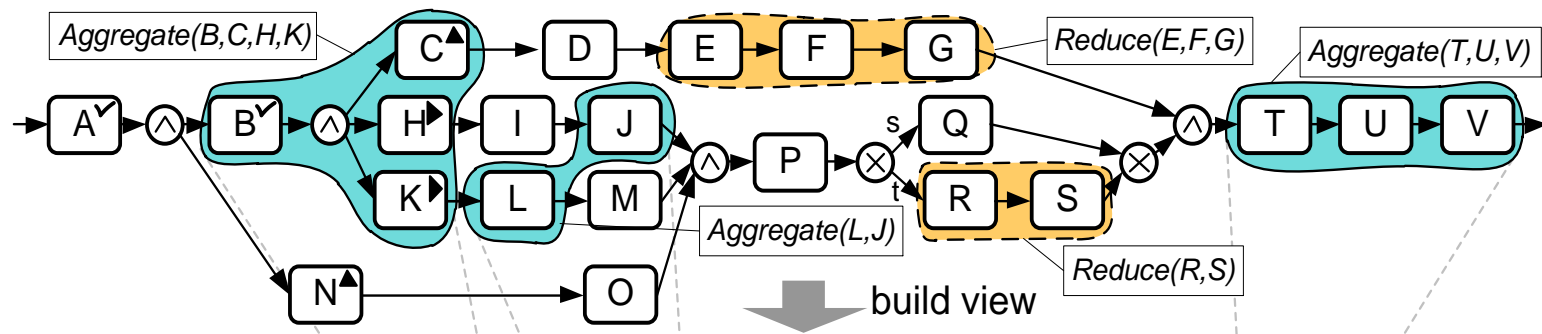 Aggregate(B,C,H,K)
C
D
E
F
G
Reduce(E,F,G)
Aggregate(T,U,V)
A
∧
B
∧
H
I
J
∧
P
×
s
Q
t
×
∧
T
U
V
K
L
M
R
S
Aggregate(L,J)
Reduce(R,S)
N
O
build view